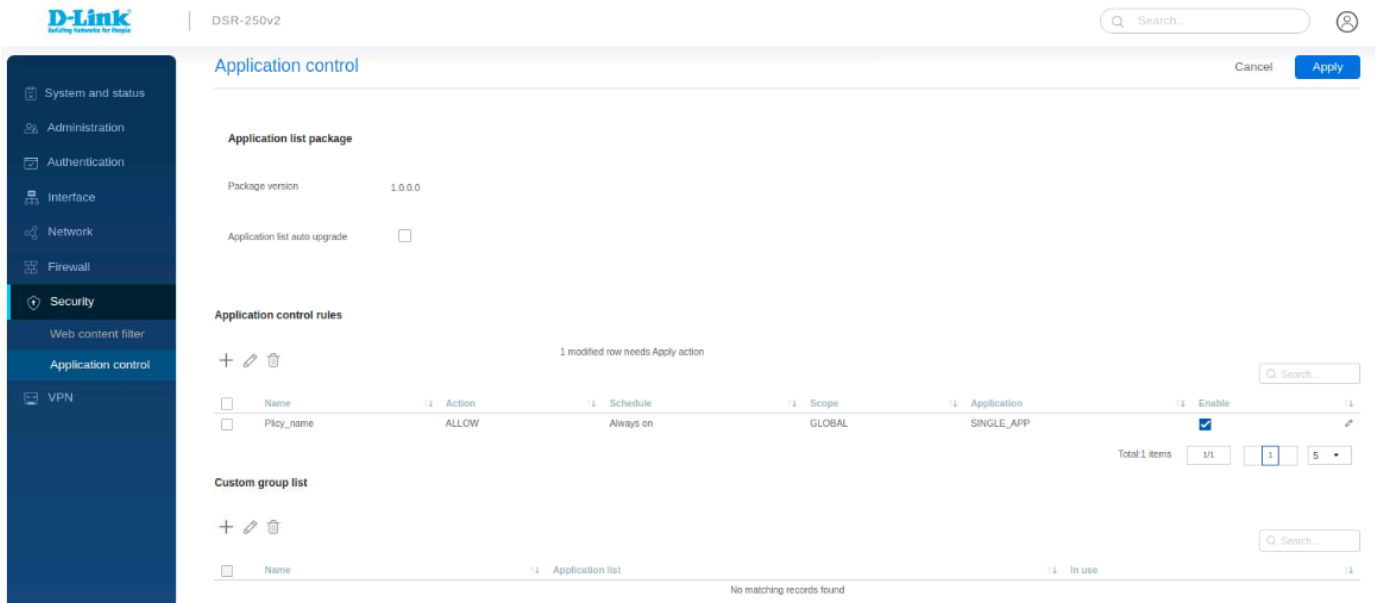 D-Link
Building Networks for People
DSR-250v2
Search..
Application control
Cancel
Apply
System and status
Administration
Authentication
Interface
Network
Firewall
Security
Web content filter
Application control
VPN
Application list package
Package version 1.0.0.0
Application list auto upgrade
Application control rules
1 modified row needs Apply action
Search...
Name Action Schedule Scope Application Enable
Plicy_name ALLOW Always on GLOBAL SINGLE_APP
Total:1 items 1/1 1 5
Custom group list
Search...
Name Application list In use
No matching records found